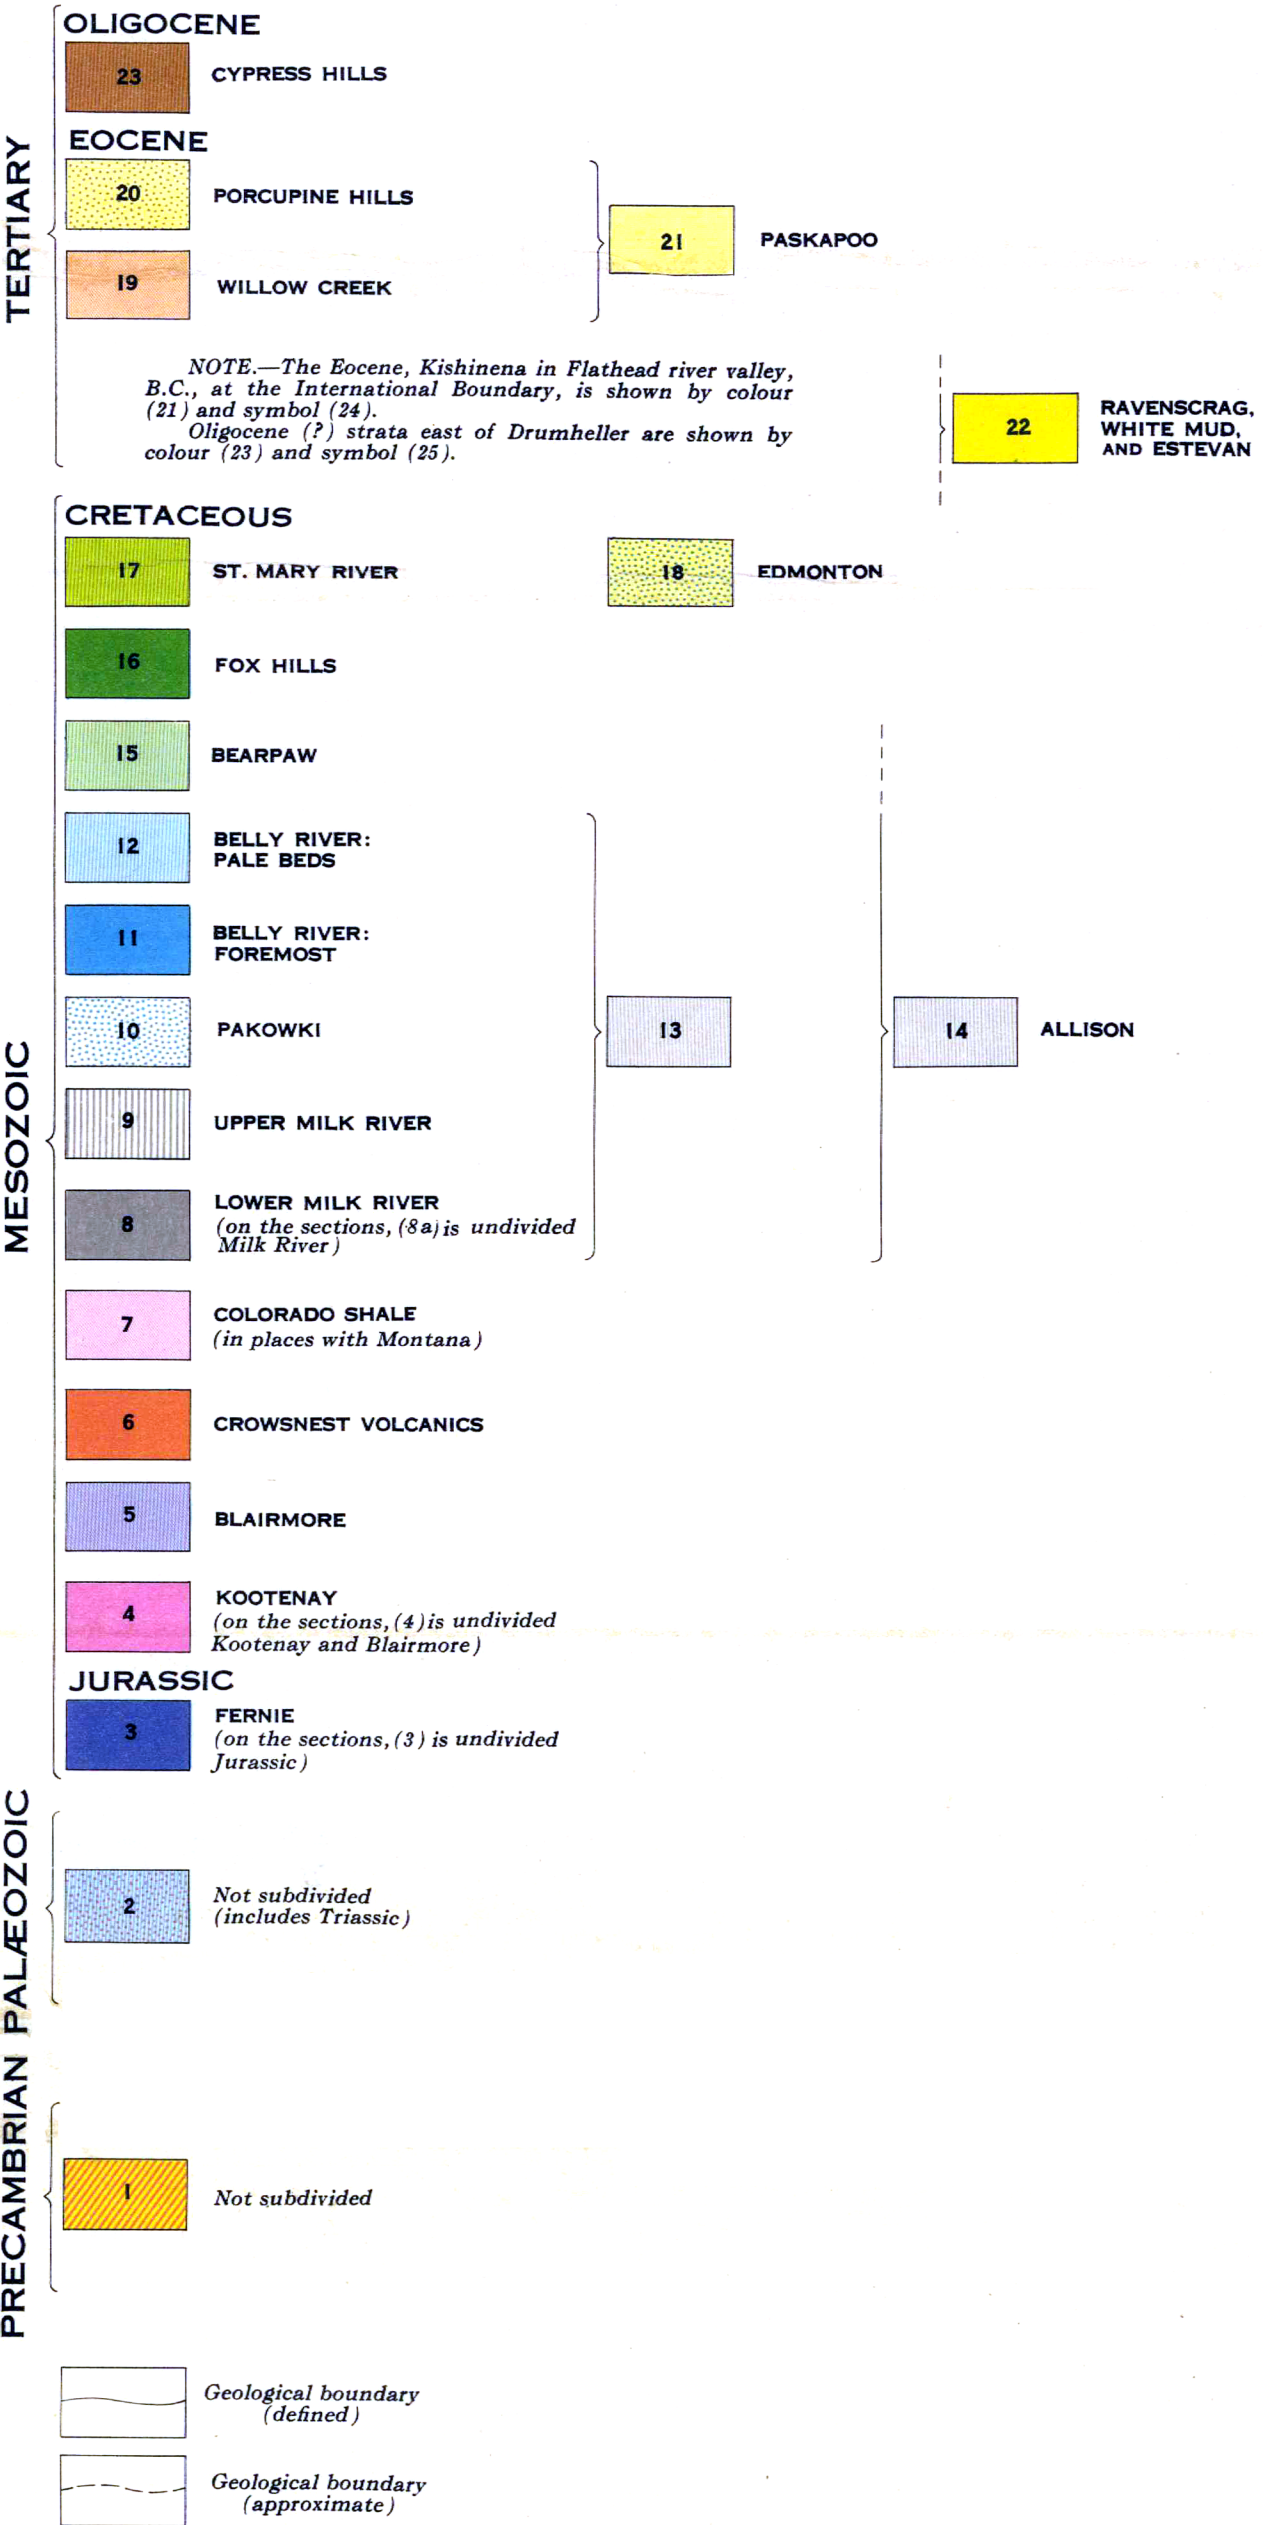 TERTIARY
OLIGOCENE
23
CYPRESS HILLS
EOCENE
20
PORCUPINE HILLS
19
WILLOW CREEK
21
PASKAPOO
NOTE.—The Eocene, Kishinena in Flathead river valley,
B.C., at the International Boundary, is shown by colour
(21) and symbol (24).
Oligocene (?) strata east of Drumheller are shown by
colour (23) and symbol (25).
22
RAVENSCRAG,
WHITE MUD,
AND ESTEVAN
MESOZOIC
CRETACEOUS
17
ST. MARY RIVER
18
EDMONTON
16
FOX HILLS
15
BEARPAW
12
BELLY RIVER:
PALE BEDS
11
BELLY RIVER:
FOREMOST
10
PAKOWKI
13
14
ALLISON
9
UPPER MILK RIVER
8
LOWER MILK RIVER
(on the sections, (8a) is undivided
Milk River)
7
COLORADO SHALE
(in places with Montana)
6
CROWSNEST VOLCANICS
5
BLAIRMORE
4
KOOTENAY
(on the sections, (4) is undivided
Kootenay and Blairmore)
JURASSIC
3
FERNIE
(on the sections, (3) is undivided
Jurassic)
PALÆOZOIC
2
Not subdivided
(includes Triassic)
PRECAMBRIAN
1
Not subdivided
Geological boundary
(defined)
Geological boundary
(approximate)